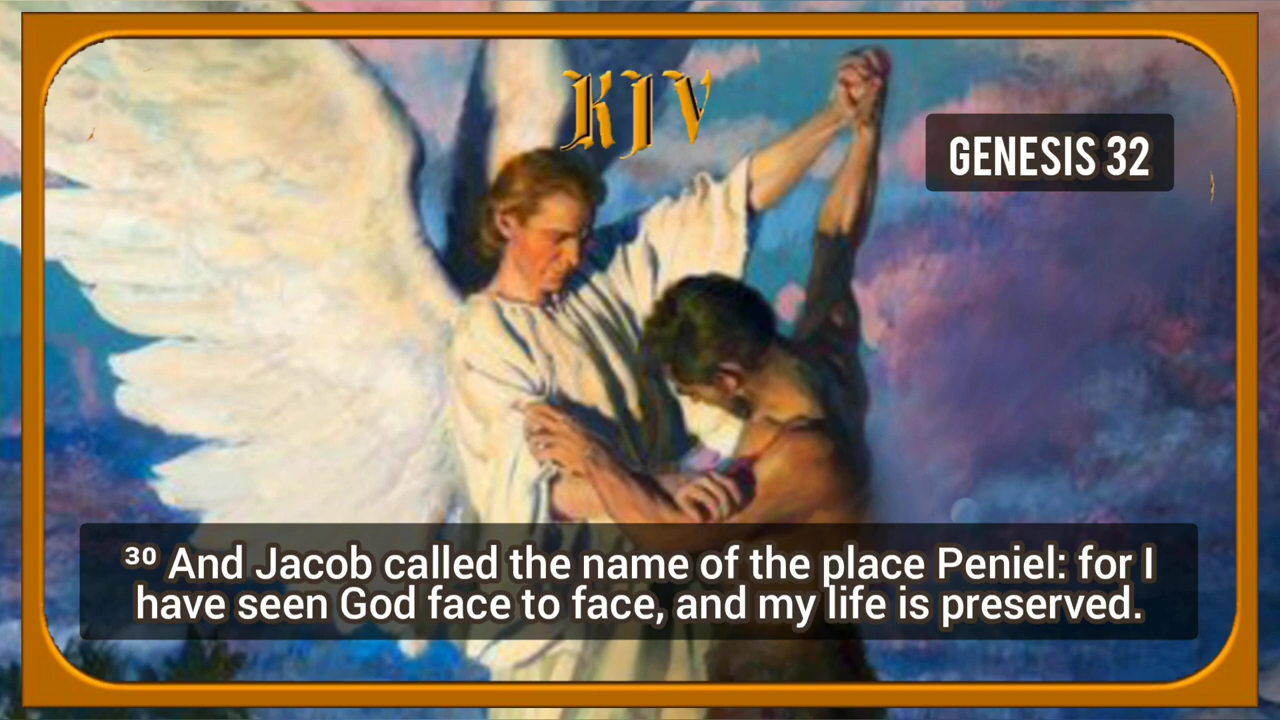 KJV
GENESIS 32
³⁰ And Jacob called the name of the place Peniel: for I
have seen God face to face, and my life is preserved.